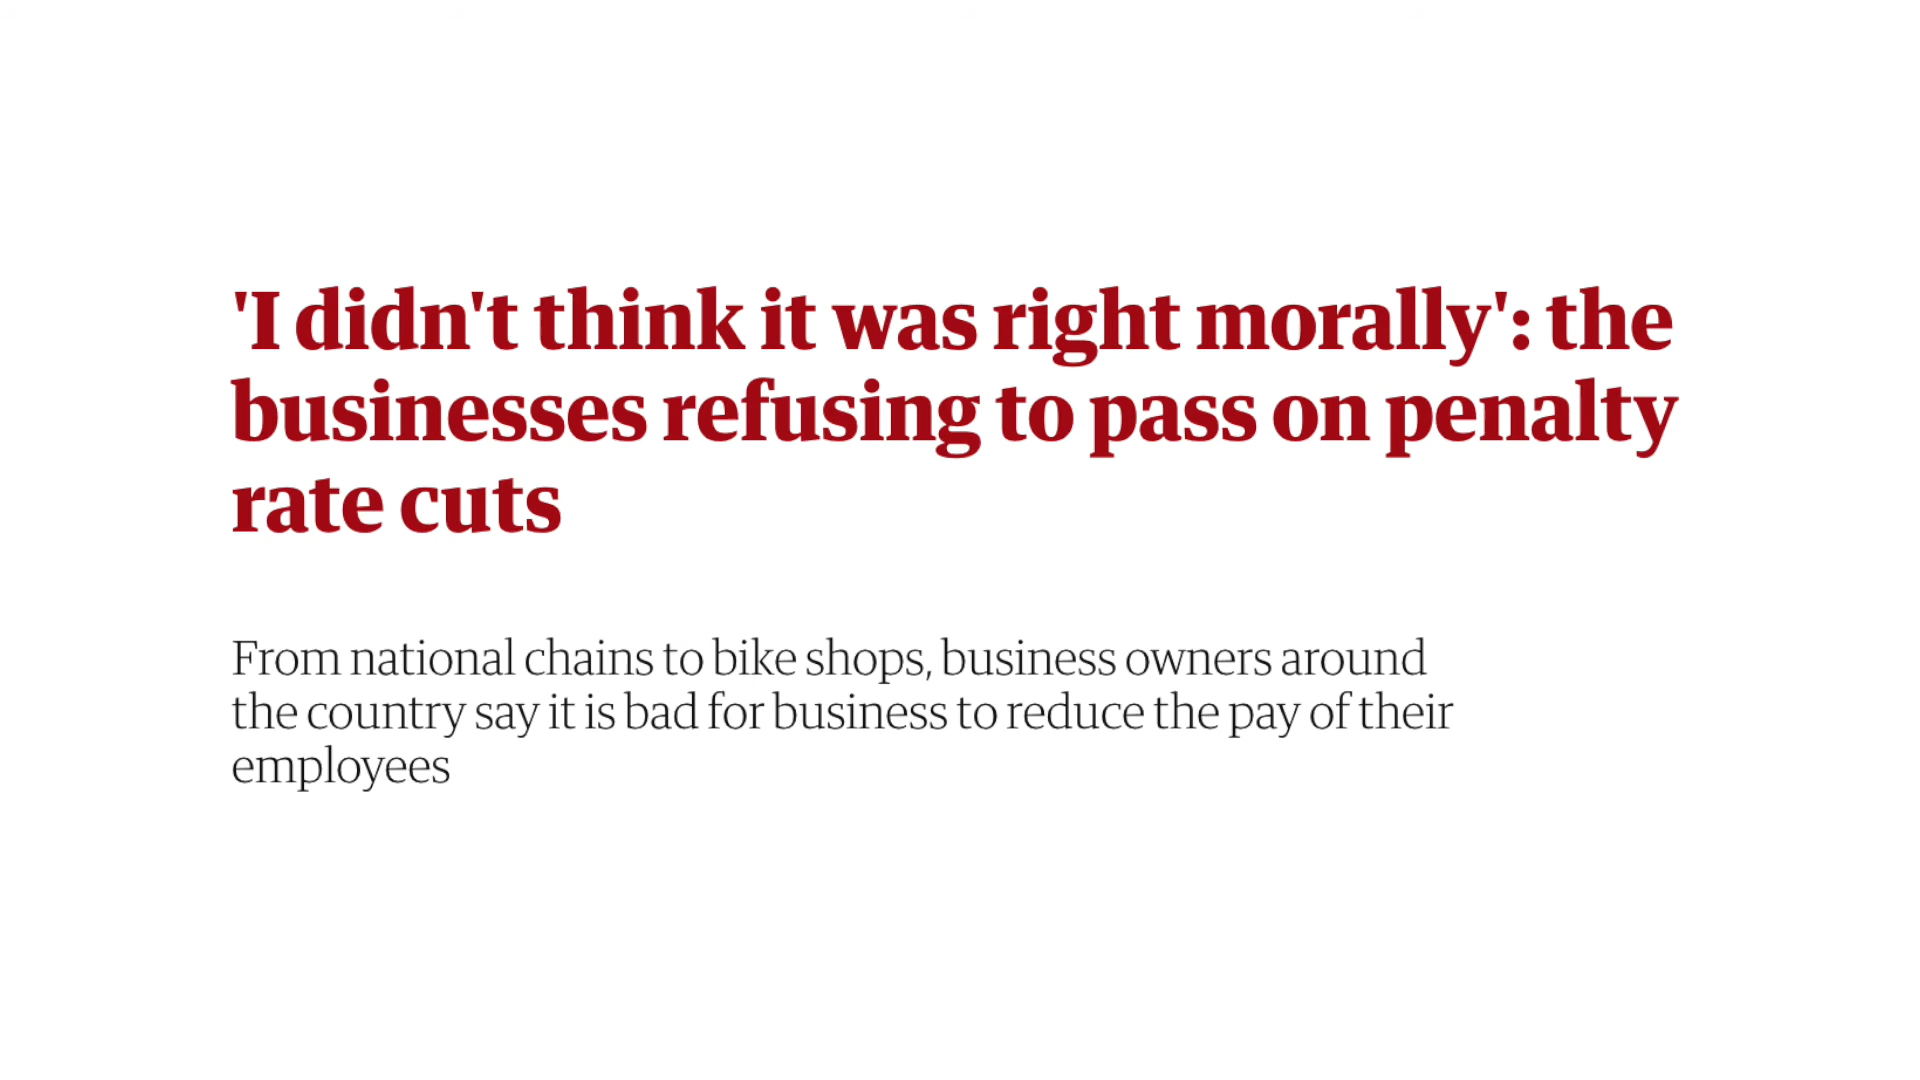 'I didn't think it was right morally': the
businesses refusing to pass on penalty
rate cuts
From national chains to bike shops, business owners around
the country say it is bad for business to reduce the pay of their
employees